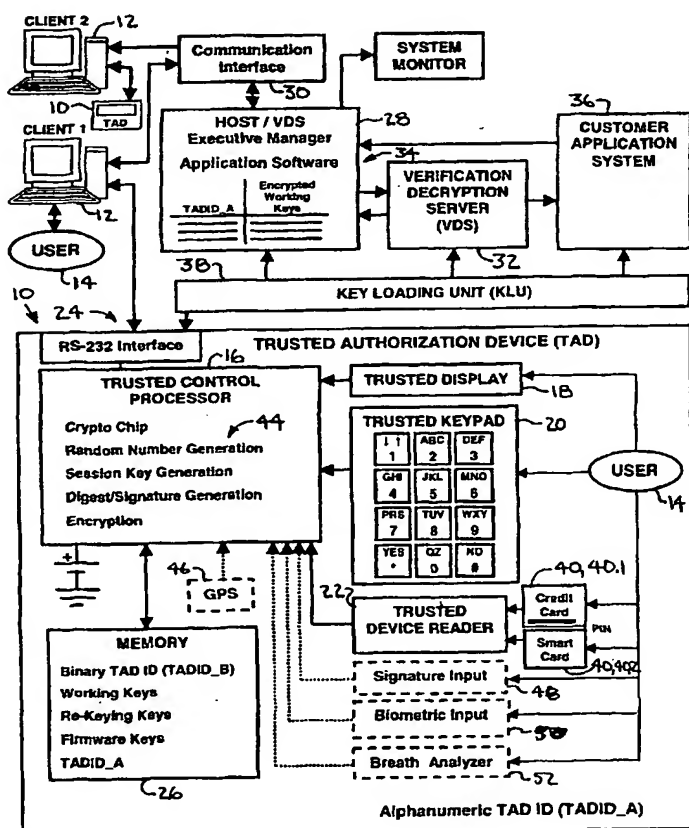 CLIENT 2
12
Communication
Interface
30
SYSTEM
MONITOR
10
TAD
CLIENT 1
12
USER
14
28
HOST / VDS
Executive Manager
Application Software
34
TADID_A
Encrypted
Working
Keys
VERIFICATION
DECRYPTION
SERVER
(VDS)
32
36
CUSTOMER
APPLICATION
SYSTEM
38
KEY LOADING UNIT (KLU)
10
24
RS-232 Interface
TRUSTED AUTHORIZATION DEVICE (TAD)
16
TRUSTED CONTROL
PROCESSOR
Crypto Chip
44
Random Number Generation
Session Key Generation
Digest/Signature Generation
Encryption
TRUSTED DISPLAY
18
TRUSTED KEYPAD
20
↓ ↑ ABC DEF
1 2 3
GHI JKL MNO
4 5 6
PRS TUV WXY
7 8 9
YES QZ NO
* 0 #
USER
14
+
46
GPS
22
TRUSTED
DEVICE READER
40, 40.1
Credit
Card
PIN
Smart
Card
40, 40.2
MEMORY
Binary TAD ID (TADID_B)
Working Keys
Re-Keying Keys
Firmware Keys
TADID_A
26
Signature Input
48
Biometric Input
50
Breath Analyzer
52
Alphanumeric TAD ID (TADID_A)